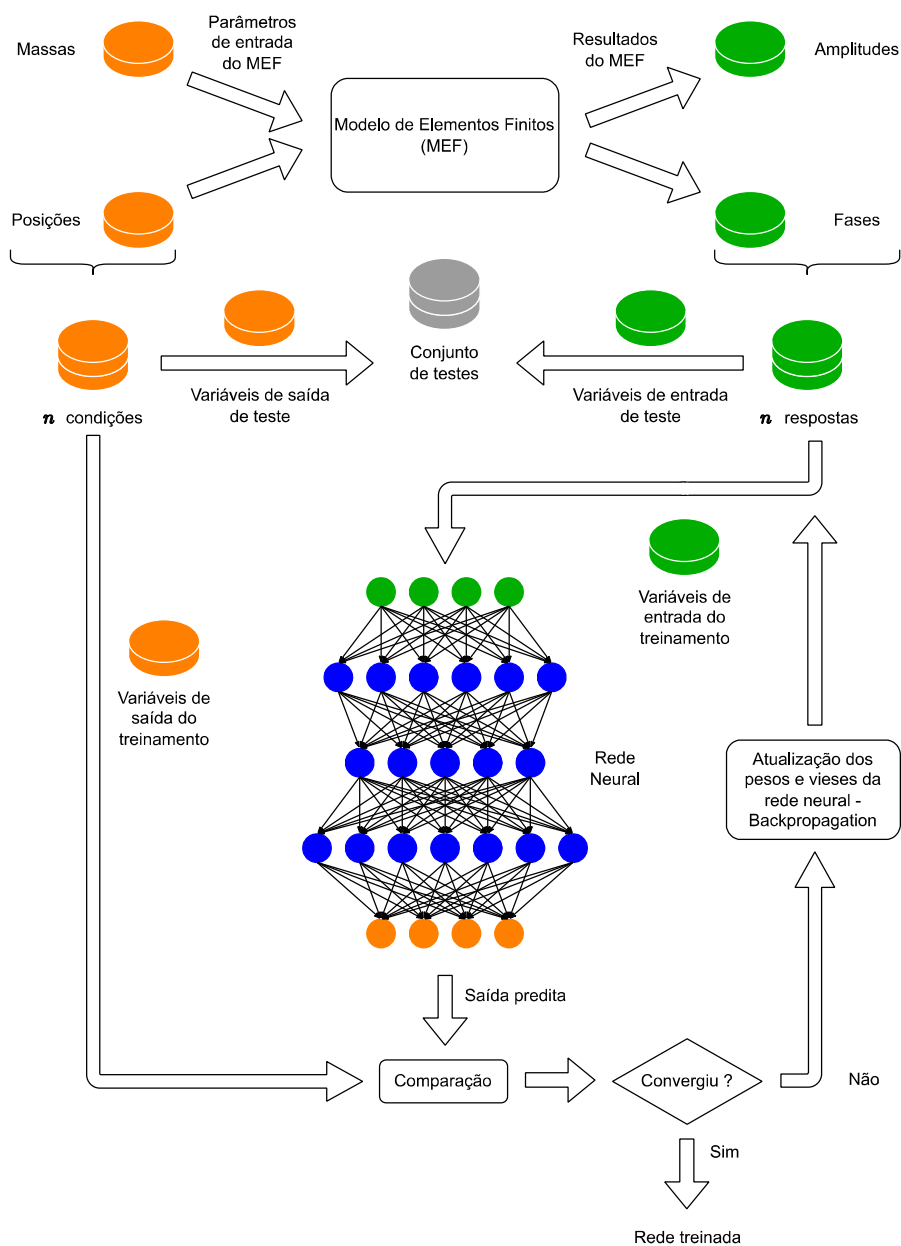 Massas
Parâmetros
de entrada
do MEF
Resultados
do MEF
Amplitudes
Modelo de Elementos Finitos
(MEF)
Posições
Fases
Conjunto
de testes
Variáveis de saída
de teste
Variáveis de entrada
de teste
n condições
n respostas
Variáveis de
entrada do
treinamento
Variáveis de
saída do
treinamento
Rede
Neural
Atualização dos
pesos e vieses da
rede neural -
Backpropagation
Saída predita
Comparação
Convergiu ?
Não
Sim
Rede treinada